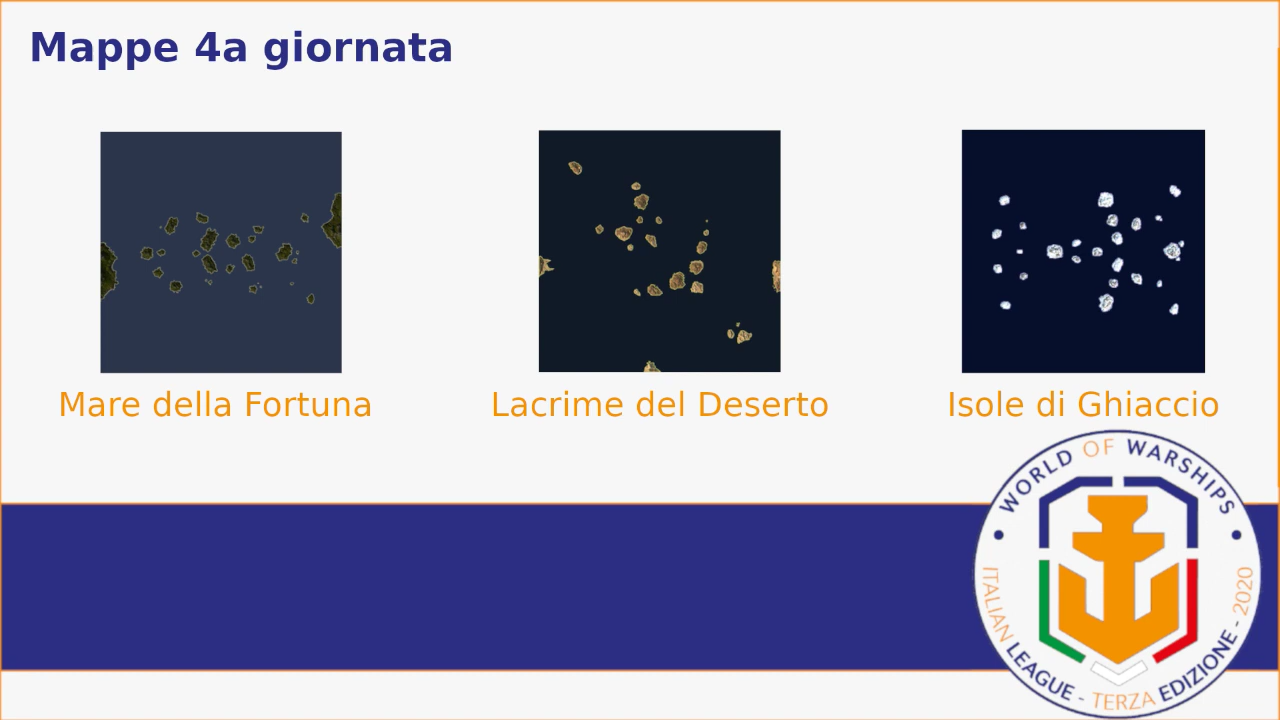 Mappe 4a giornata
Mare della Fortuna
Lacrime del Deserto
Isole di Ghiaccio
• WORLD OF WARSHIPS •
ITALIAN LEAGUE - TERZA EDIZIONE - 2020